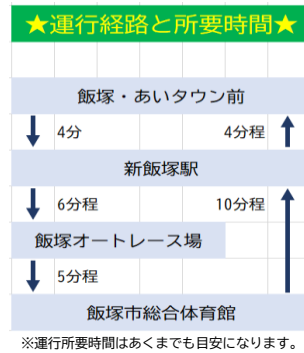 ★運行経路と所要時間★
飯塚・あいタウン前
4分 4分程
新飯塚駅
6分程 10分程
飯塚オートレース場
5分程
飯塚市総合体育館
※運行所要時間はあくまでも目安になります。